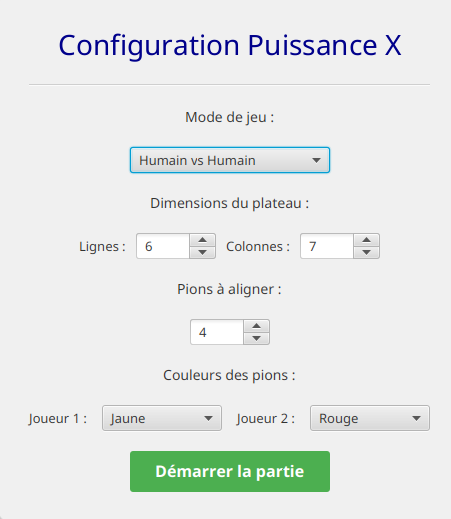 Configuration Puissance X
Mode de jeu :
Humain vs Humain
Dimensions du plateau :
Lignes : 6 Colonnes : 7
Pions à aligner :
4
Couleurs des pions :
Joueur 1 : Jaune Joueur 2 : Rouge
Démarrer la partie